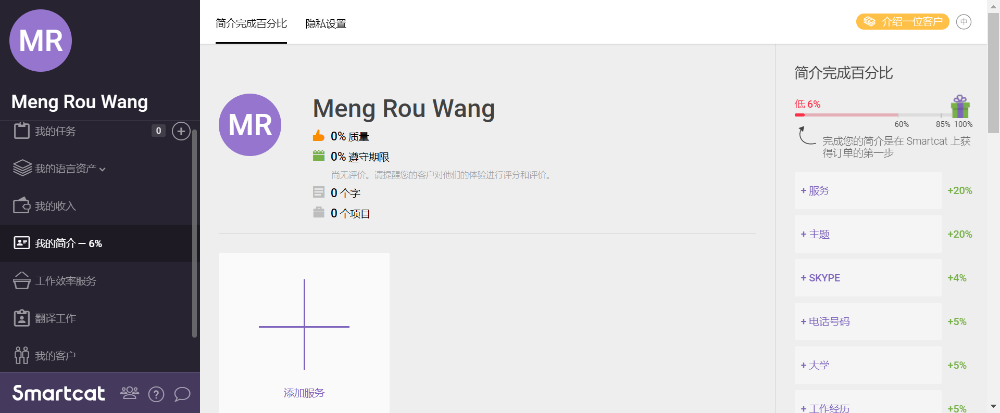 MR
Meng Rou Wang
我的任务
0
我的语言资产
我的收入
我的简介 – 6%
工作效率服务
翻译工作
我的客户
Smartcat
?
简介完成百分比
隐私设置
介绍一位客户
中
MR
Meng Rou Wang
0% 质量
0% 遵守期限
尚无评价。请提醒您的客户对他们的体验进行评分和评价。
0 个字
0 个项目
添加服务
简介完成百分比
低 6%
60%
85%
100%
完成您的简介是在 Smartcat 上获
得订单的第一步
+ 服务
+20%
+ 主题
+20%
+ SKYPE
+4%
+ 电话号码
+5%
+ 大学
+5%
+ 工作经历
+5%